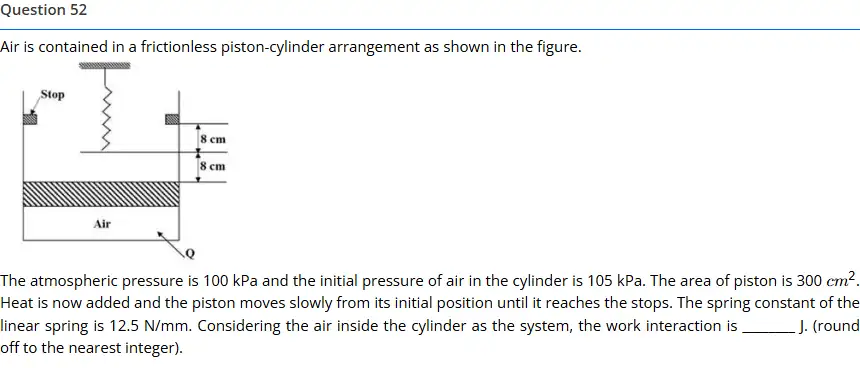 Question 52
Air is contained in a frictionless piston-cylinder arrangement as shown in the figure.
Stop
8 cm
8 cm
Air
Q
The atmospheric pressure is 100 kPa and the initial pressure of air in the cylinder is 105 kPa. The area of piston is 300 cm².
Heat is now added and the piston moves slowly from its initial position until it reaches the stops. The spring constant of the
linear spring is 12.5 N/mm. Considering the air inside the cylinder as the system, the work interaction is _______ J. (round
off to the nearest integer).